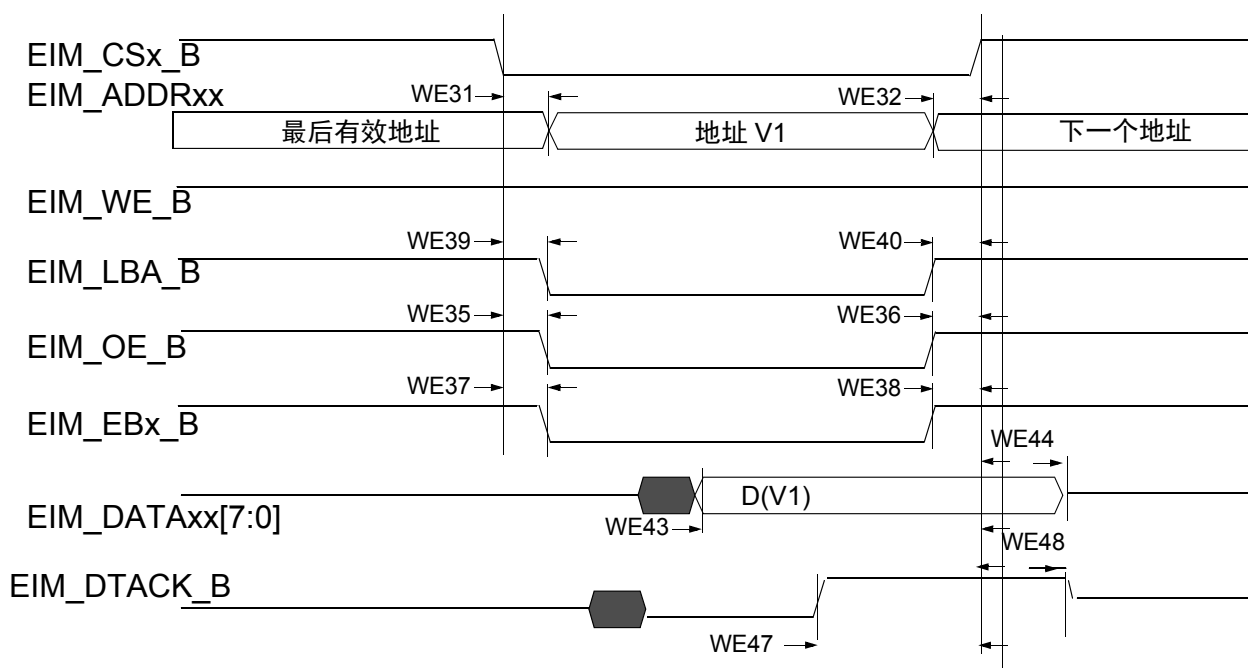 EIM_CSx_B
EIM_ADDRxx
WE31
WE32
最后有效地址
地址 V1
下一个地址
EIM_WE_B
WE39
WE40
EIM_LBA_B
WE35
WE36
EIM_OE_B
WE37
WE38
EIM_EBx_B
WE44
D(V1)
EIM_DATAxx[7:0]
WE43
WE48
EIM_DTACK_B
WE47